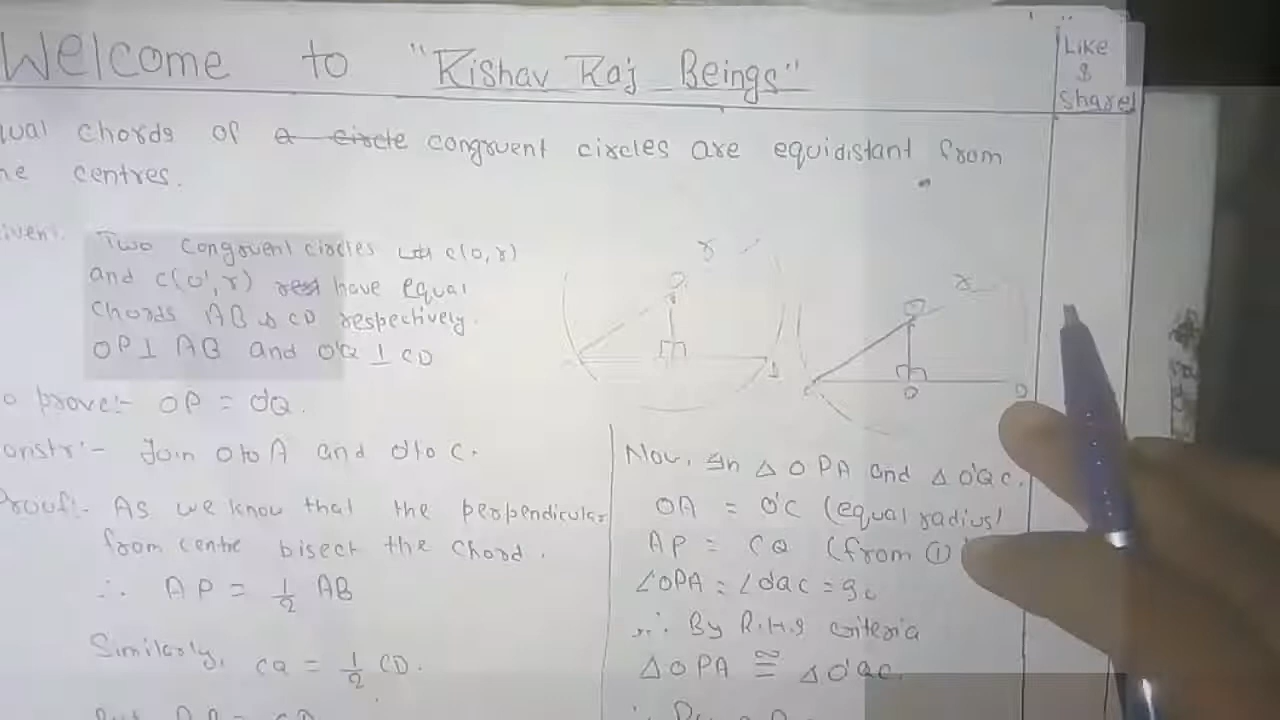 Welcome to "Rishav Raj Beings"
Like
&
Share
qual chords of a circle congruent circles are equidistant from
he centres.
iven:
Two congruent circles with c(o,r)
and c(o',r) have equal
chords AB & CD respectively.
OP ⊥ AB and O'Q ⊥ CD
o prove:- OP = O'Q.
onstr:- Join O to A and O' to C.
Proof:- As we know that the perpendicular
from centre bisect the chord.
∴ AP = 1/2 AB
Similarly, CQ = 1/2 CD.
r
r
Now, In △OPA and △O'QC.
OA = O'C (equal radius)
AP = CQ (from ①)
∠OPA = ∠O'QC = 90
∴ By R.H.S criteria
△OPA ≅ △O'QC.